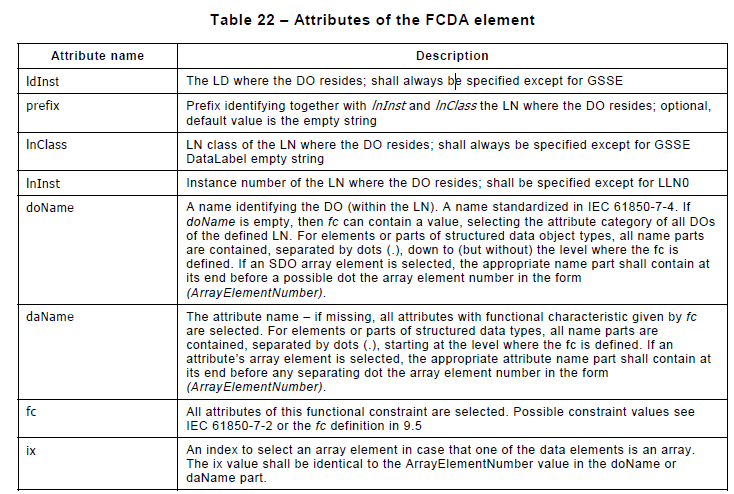 Table 22 – Attributes of the FCDA element
Attribute name
Description
ldInst
The LD where the DO resides; shall always be specified except for GSSE
prefix
Prefix identifying together with lnInst and lnClass the LN where the DO resides; optional,
default value is the empty string
lnClass
LN class of the LN where the DO resides; shall always be specified except for GSSE
DataLabel empty string
lnInst
Instance number of the LN where the DO resides; shall be specified except for LLN0
doName
A name identifying the DO (within the LN). A name standardized in IEC 61850-7-4. If
doName is empty, then fc can contain a value, selecting the attribute category of all DOs
of the defined LN. For elements or parts of structured data object types, all name parts
are contained, separated by dots (.), down to (but without) the level where the fc is
defined. If an SDO array element is selected, the appropriate name part shall contain at
its end before a possible dot the array element number in the form
(ArrayElementNumber).
daName
The attribute name – if missing, all attributes with functional characteristic given by fc
are selected. For elements or parts of structured data types, all name parts are
contained, separated by dots (.), starting at the level where the fc is defined. If an
attribute's array element is selected, the appropriate attribute name part shall contain at
its end before any separating dot the array element number in the form
(ArrayElementNumber).
fc
All attributes of this functional constraint are selected. Possible constraint values see
IEC 61850-7-2 or the fc definition in 9.5
ix
An index to select an array element in case that one of the data elements is an array.
The ix value shall be identical to the ArrayElementNumber value in the doName or
daName part.